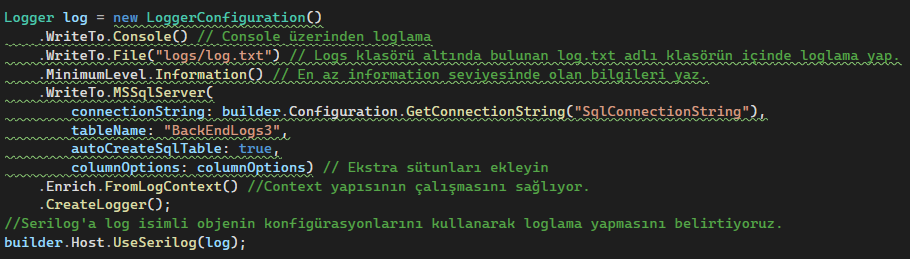 Logger log = new LoggerConfiguration()
.WriteTo.Console() // Console üzerinden loglama
.WriteTo.File("logs/log.txt") // Logs klasörü altında bulunan log.txt adlı klasörün içinde loglama yap.
.MinimumLevel.Information() // En az information seviyesinde olan bilgileri yaz.
.WriteTo.MSSqlServer(
connectionString: builder.Configuration.GetConnectionString("SqlConnectionString"),
tableName: "BackEndLogs3",
autoCreateSqlTable: true,
columnOptions: columnOptions) // Ekstra sütunları ekleyin
.Enrich.FromLogContext() //Context yapısının çalışmasını sağlıyor.
.CreateLogger();
//Serilog'a log isimli objenin konfigürasyonlarını kullanarak loglama yapmasını belirtiyoruz.
builder.Host.UseSerilog(log);